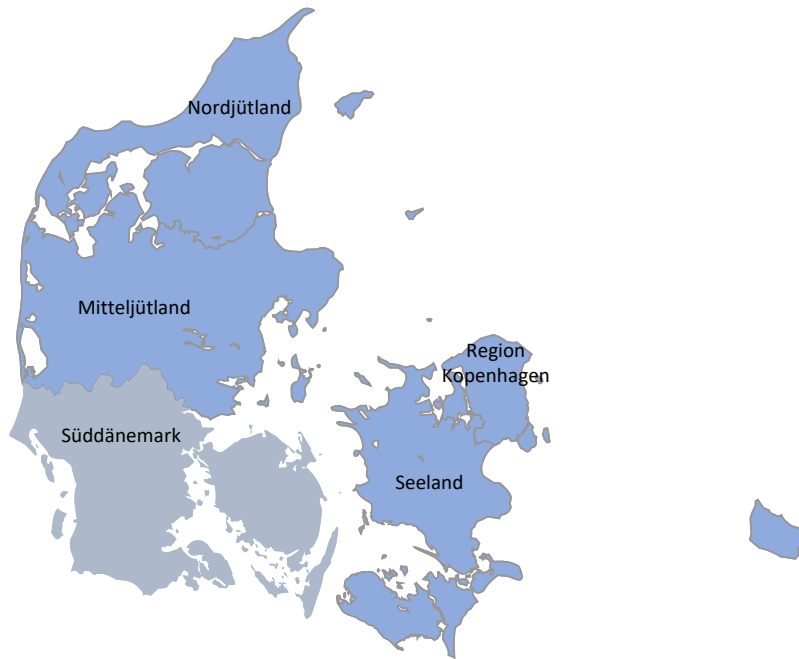 Nordjütland
Mitteljütland
Region
Kopenhagen
Süddänemark
Seeland